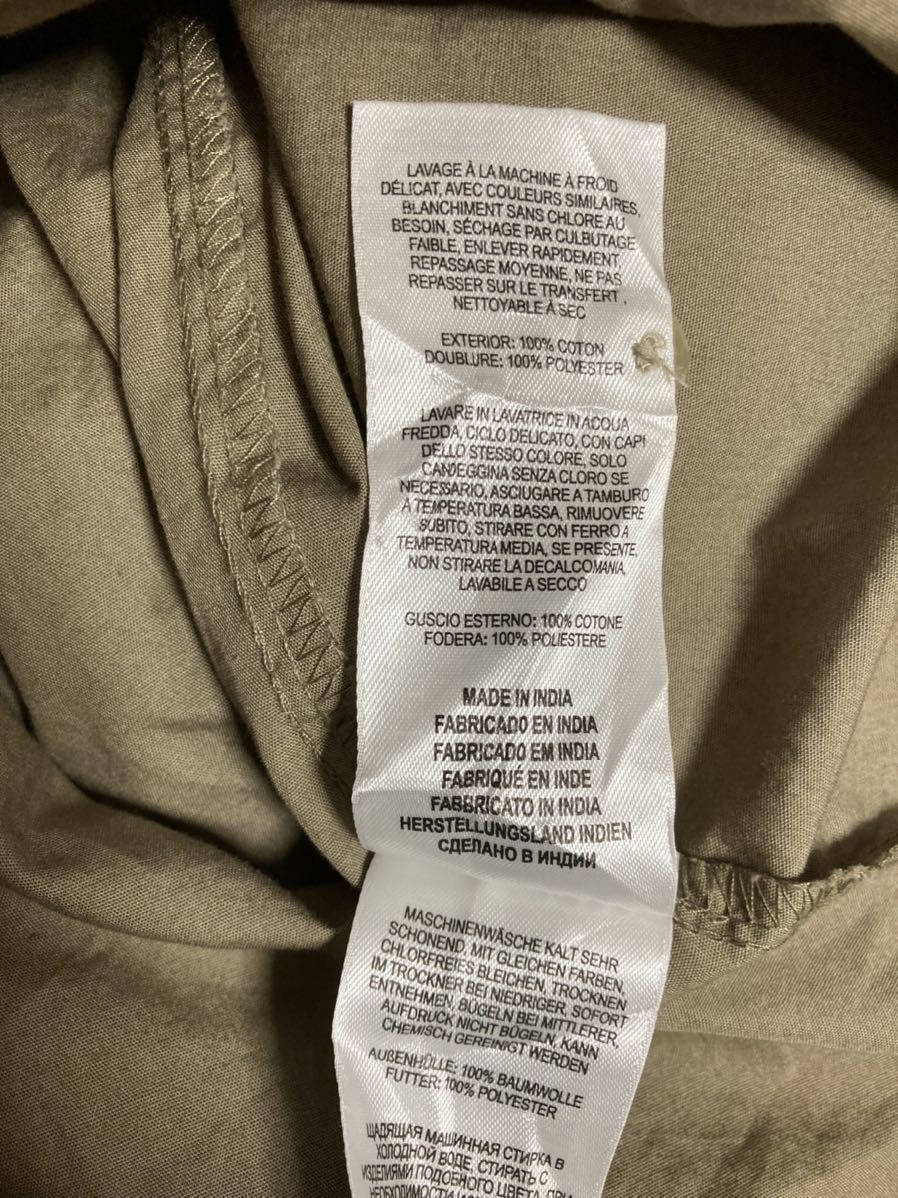 LAVAGE À LA MACHINE À FROID
DÉLICAT, AVEC COULEURS SIMILAIRES,
BLANCHIMENT SANS CHLORE AU
BESOIN, SÉCHAGE PAR CULBUTAGE
FAIBLE, ENLEVER RAPIDEMENT,
REPASSAGE MOYENNE, NE PAS
REPASSER SUR LE TRANSFERT ,
NETTOYABLE À SEC
EXTERIOR: 100% COTON
DOUBLURE: 100% POLYESTER
LAVARE IN LAVATRICE IN ACQUA
FREDDA, CICLO DELICATO, CON CAPI
DELLO STESSO COLORE, SOLO
CANDEGGINA SENZA CLORO SE
NECESSARIO, ASCIUGARE A TAMBURO
A TEMPERATURA BASSA, RIMUOVERE
SUBITO, STIRARE CON FERRO A
TEMPERATURA MEDIA, SE PRESENTE,
NON STIRARE LA DECALCOMANIA,
LAVABILE A SECCO
GUSCIO ESTERNO: 100% COTONE
FODERA: 100% POLIESTERE
MADE IN INDIA
FABRICADO EN INDIA
FABRICADO EM INDIA
FABRIQUÉ EN INDE
FABBRICATO IN INDIA
HERSTELLUNGSLAND INDIEN
СДЕЛАНО В ИНДИИ
MASCHINENWÄSCHE KALT SEHR
SCHONEND, MIT GLEICHEN FARBEN,
CHLORFREIES BLEICHEN, TROCKNEN
IM TROCKNER BEI NIEDRIGER, SOFORT
ENTNEHMEN, BÜGELN BEI MITTLERER,
AUFDRUCK NICHT BÜGELN, KANN
CHEMISCH GEREINIGT WERDEN
AUßENHÜLLE: 100% BAUMWOLLE
FUTTER: 100% POLYESTER
ЩАДЯЩАЯ МАШИННАЯ СТИРКА В
ХОЛОДНОЙ ВОДЕ, СТИРАТЬ С
ИЗДЕЛИЯМИ ПОДОБНОГО ЦВЕТА, ПРИ
НЕОБХОДИМОСТИ